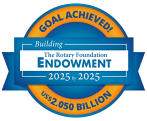 GOAL ACHIEVED!
Building
The Rotary Foundation
ENDOWMENT
2025 by 2025
US$2.050 BILLION